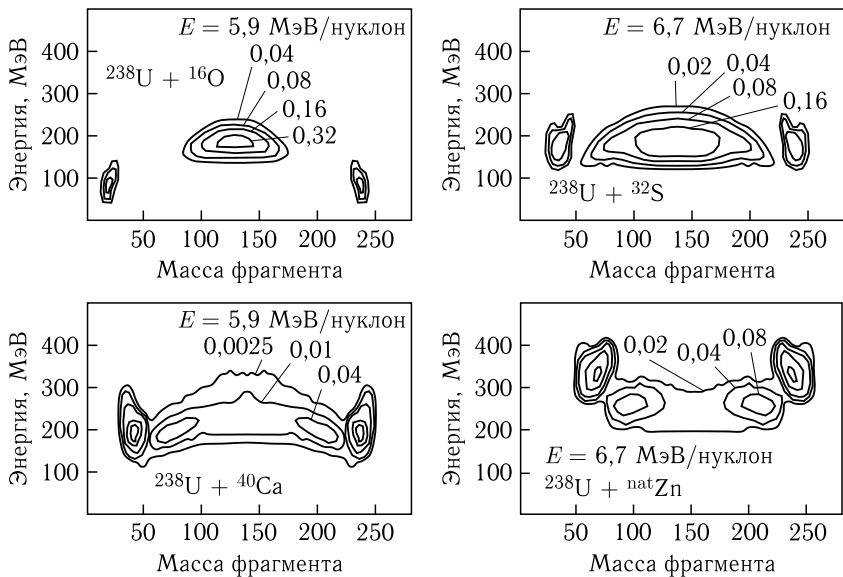 E = 5,9 МэВ/нуклон
400
300
200
100
Энергия, МэВ
²³⁸U + ¹⁶O
0,04
0,08
0,16
0,32
50 100 150 200 250
Масса фрагмента
E = 6,7 МэВ/нуклон
400
300
200
100
Энергия, МэВ
0,02
0,04
0,08
0,16
²³⁸U + ³²S
50 100 150 200 250
Масса фрагмента
E = 5,9 МэВ/нуклон
400
300
200
100
Энергия, МэВ
0,0025
0,01
0,04
²³⁸U + ⁴⁰Ca
50 100 150 200 250
Масса фрагмента
400
300
200
100
Энергия, МэВ
0,02
0,04
0,08
E = 6,7 МэВ/нуклон
²³⁸U + ⁿᵃᵗZn
50 100 150 200 250
Масса фрагмента